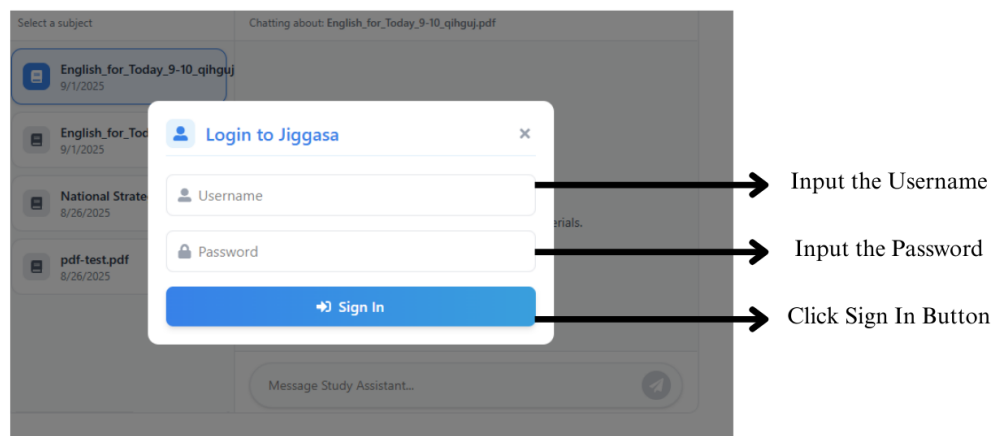 Select a subject
Chatting about: English_for_Today_9-10_qihguj.pdf
English_for_Today_9-10_qihguj
9/1/2025
English_for_Tod
9/1/2025
National Strate
8/26/2025
pdf-test.pdf
8/26/2025
Login to Jiggasa
×
Username
Password
Sign In
erials.
Message Study Assistant...
Input the Username
Input the Password
Click Sign In Button